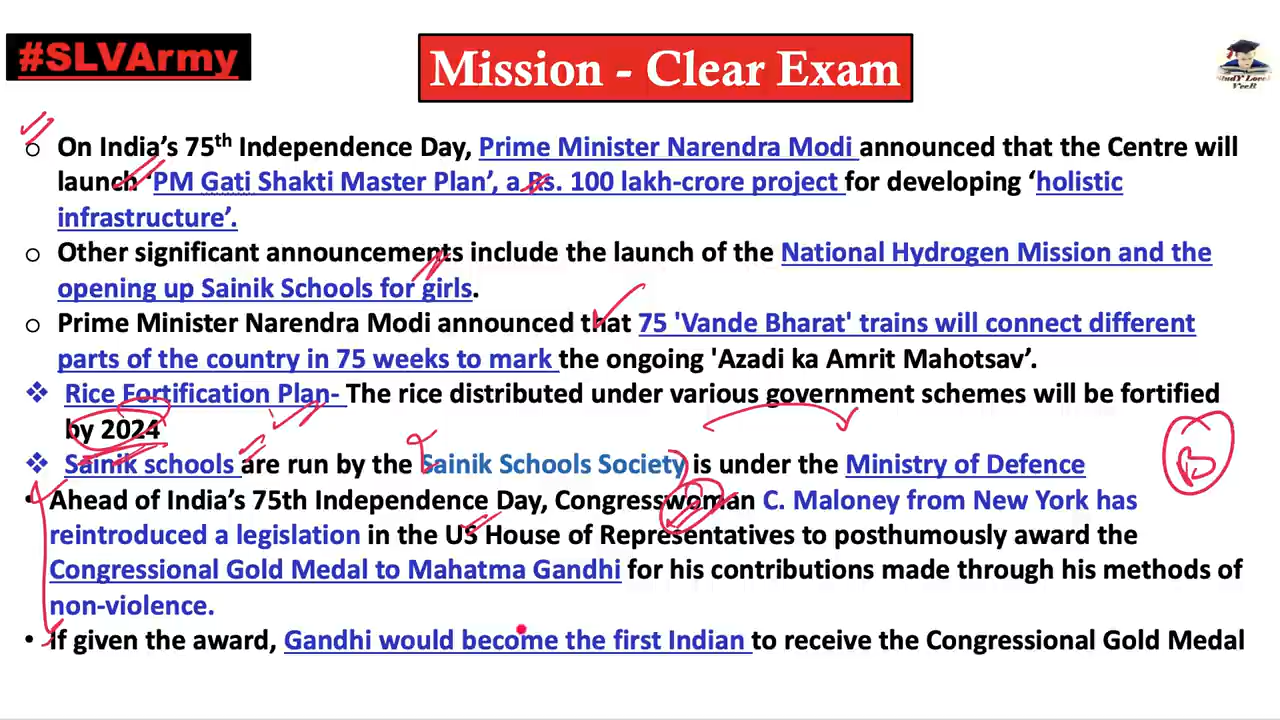 #SLVArmy
Mission - Clear Exam
StudY Lover
VeeR
o On India's 75th Independence Day, Prime Minister Narendra Modi announced that the Centre will
launch 'PM Gati Shakti Master Plan', a Rs. 100 lakh-crore project for developing 'holistic
infrastructure'.
o Other significant announcements include the launch of the National Hydrogen Mission and the
opening up Sainik Schools for girls.
o Prime Minister Narendra Modi announced that 75 'Vande Bharat' trains will connect different
parts of the country in 75 weeks to mark the ongoing 'Azadi ka Amrit Mahotsav'.
❖ Rice Fortification Plan- The rice distributed under various government schemes will be fortified
by 2024
❖ Sainik schools are run by the Sainik Schools Society is under the Ministry of Defence
• Ahead of India's 75th Independence Day, Congresswoman C. Maloney from New York has
reintroduced a legislation in the US House of Representatives to posthumously award the
Congressional Gold Medal to Mahatma Gandhi for his contributions made through his methods of
non-violence.
• If given the award, Gandhi would become the first Indian to receive the Congressional Gold Medal